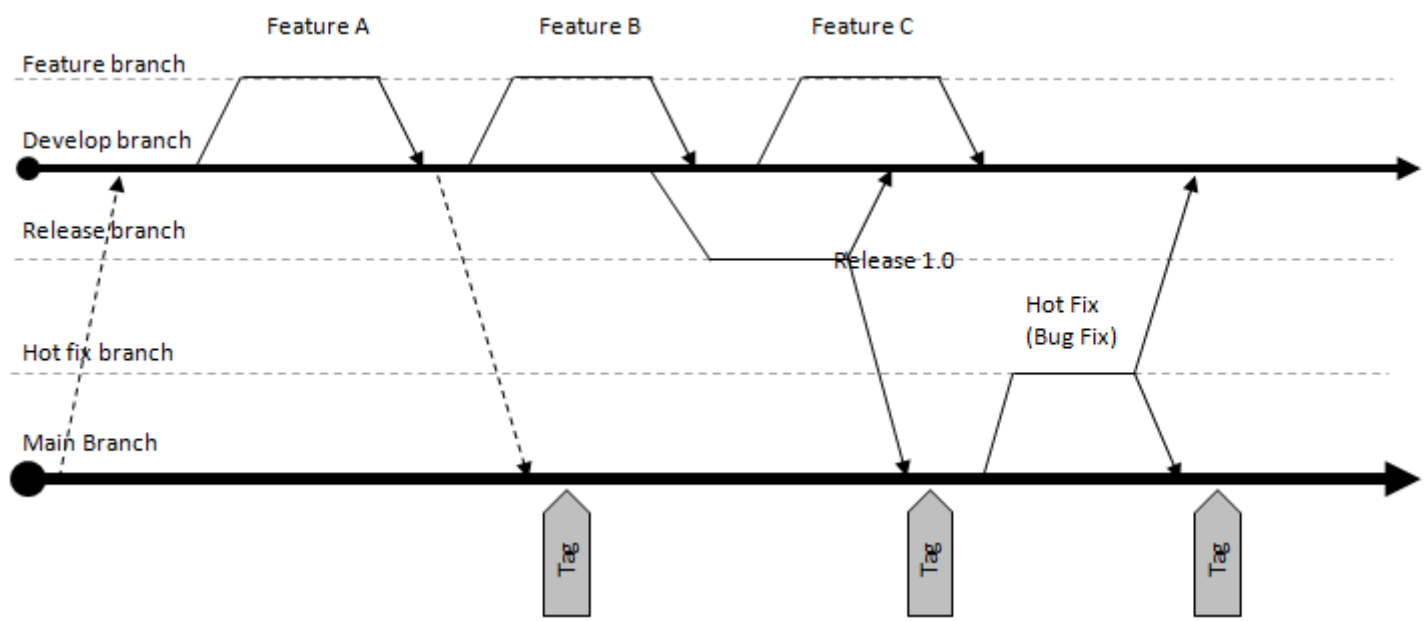 Feature A
Feature B
Feature C
Feature branch
Develop branch
Release branch
Release 1.0
Hot Fix
(Bug Fix)
Hot fix branch
Main Branch
Tag
Tag
Tag